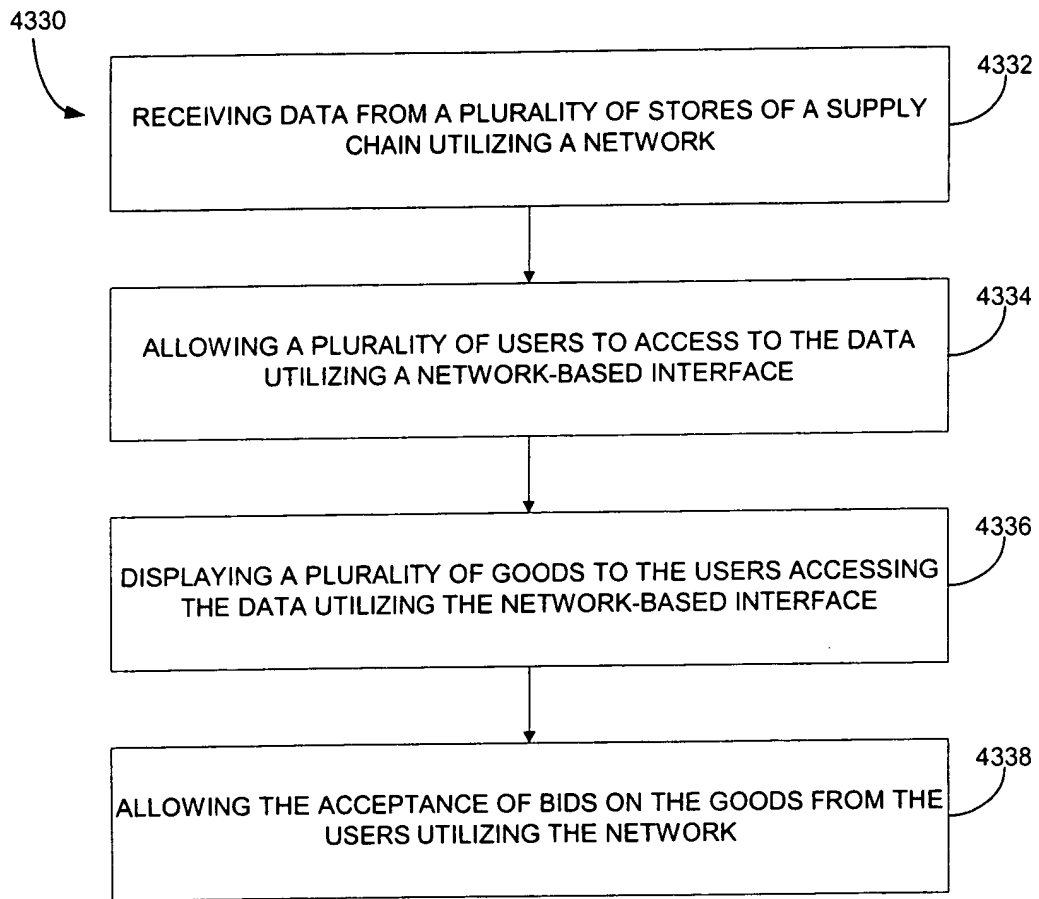 4330
4332
RECEIVING DATA FROM A PLURALITY OF STORES OF A SUPPLY
CHAIN UTILIZING A NETWORK
4334
ALLOWING A PLURALITY OF USERS TO ACCESS TO THE DATA
UTILIZING A NETWORK-BASED INTERFACE
4336
DISPLAYING A PLURALITY OF GOODS TO THE USERS ACCESSING
THE DATA UTILIZING THE NETWORK-BASED INTERFACE
4338
ALLOWING THE ACCEPTANCE OF BIDS ON THE GOODS FROM THE
USERS UTILIZING THE NETWORK